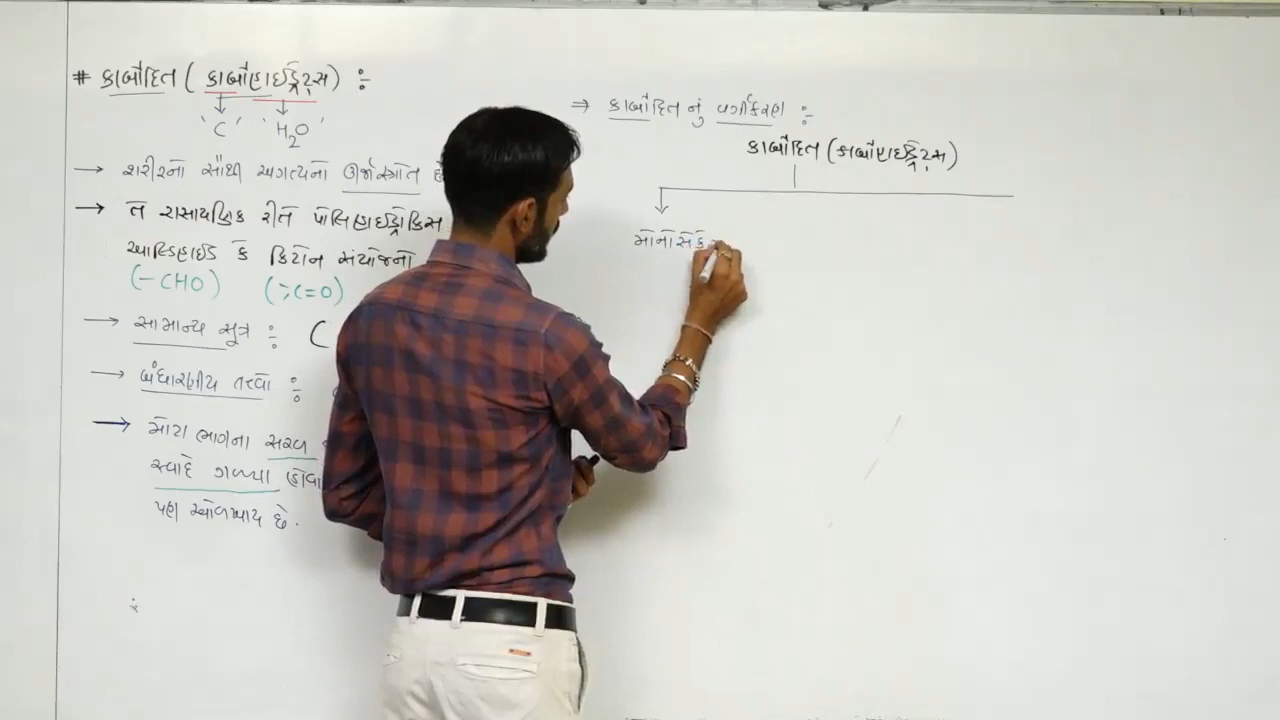 # કાર્બોદિત (કાર્બોહાઈડ્રેટ્સ) ÷
'C' 'H2O'
→ શરીરનો સૌથી અગત્યનો ઊર્જાસ્ત્રોત
→ તે રાસાયણિક રીતે પોલિહાઈડ્રોક્સિ
આલ્ડિહાઈડ કે કિટોન સંયોજનો
(-CHO) (>C=O)
→ સામાન્ય સૂત્ર ÷ C
→ બંધારણીય તત્વો ÷
→ મોટા ભાગના સરળ
સ્વાદે ગળ્યા હોવા
પણ ઓળખાય છે.
⇒ કાર્બોદિત નું વર્ગીકરણ ÷
કાર્બોદિત (કાર્બોહાઈડ્રેટ્સ)
મોનોસેકે